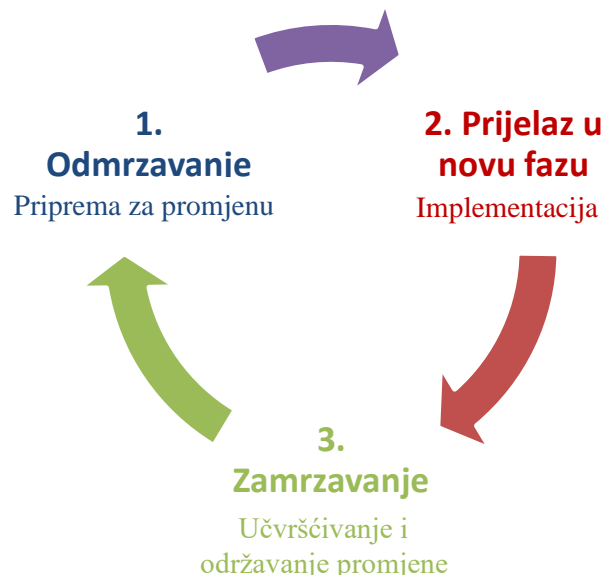 1.
Odmrzavanje
Priprema za promjenu
2. Prijelaz u
novu fazu
Implementacija
3.
Zamrzavanje
Učvršćivanje i
održavanje promjene